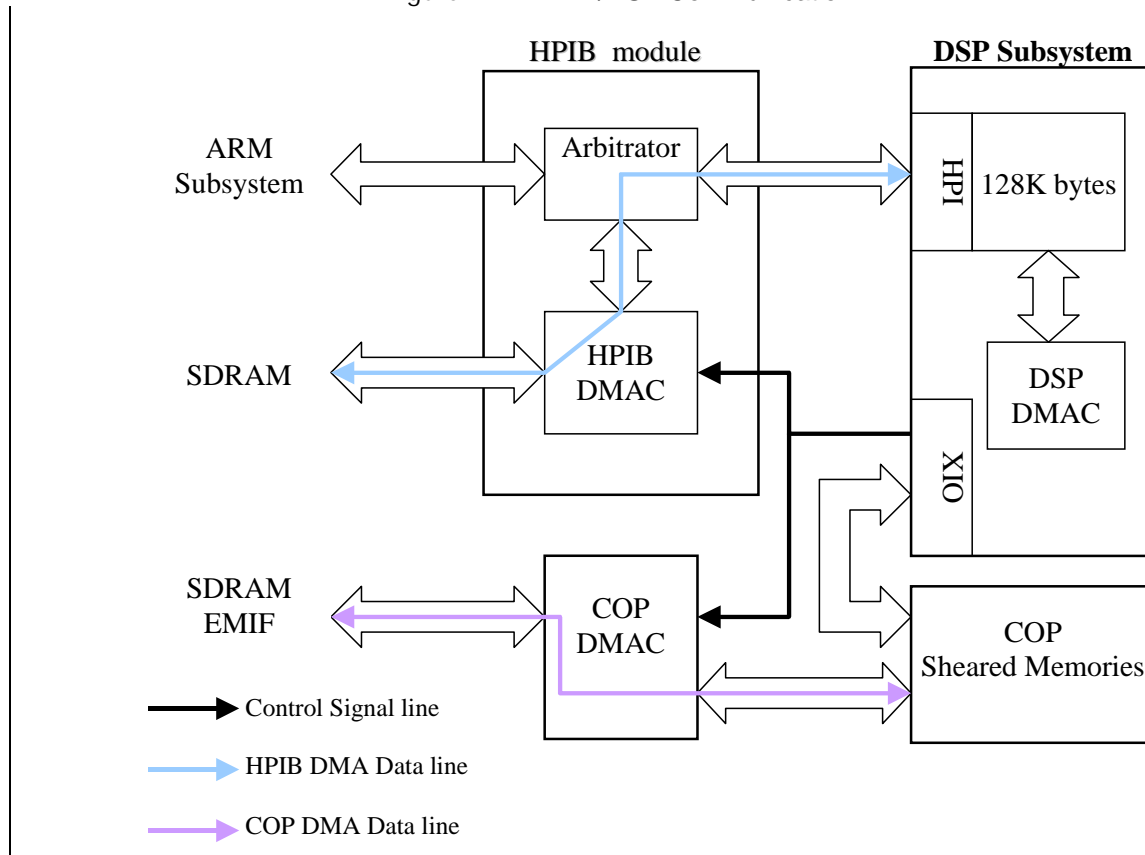 HPIB module
DSP Subsystem
ARM
Subsystem
Arbitrator
HPI
128K bytes
SDRAM
HPIB
DMAC
DSP
DMAC
XIO
SDRAM
EMIF
COP
DMAC
COP
Sheared Memories
Control Signal line
HPIB DMA Data line
COP DMA Data line